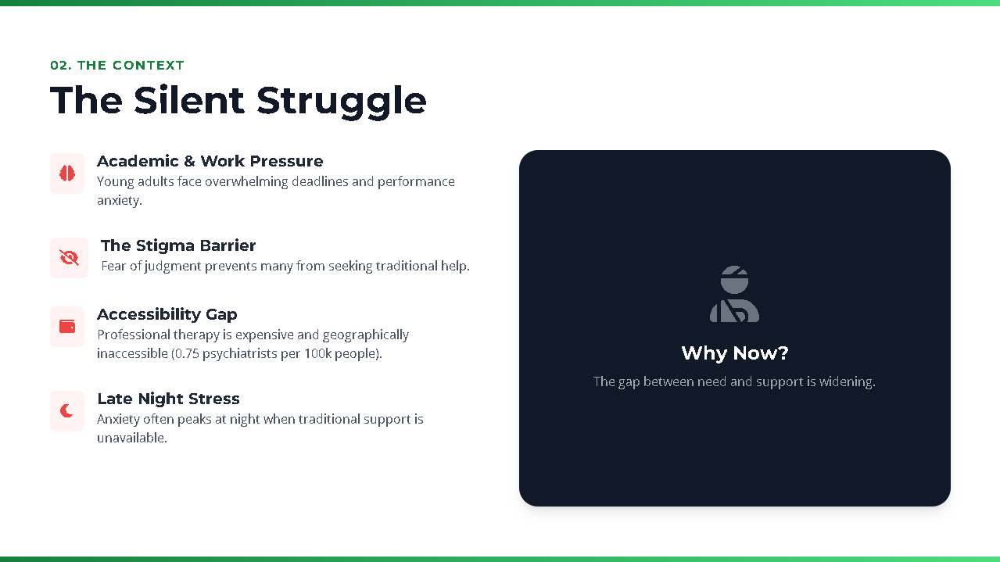 02. THE CONTEXT
The Silent Struggle
Academic & Work Pressure
Young adults face overwhelming deadlines and performance
anxiety.
The Stigma Barrier
Fear of judgment prevents many from seeking traditional help.
Accessibility Gap
Professional therapy is expensive and geographically
inaccessible (0.75 psychiatrists per 100k people).
Late Night Stress
Anxiety often peaks at night when traditional support is
unavailable.
Why Now?
The gap between need and support is widening.